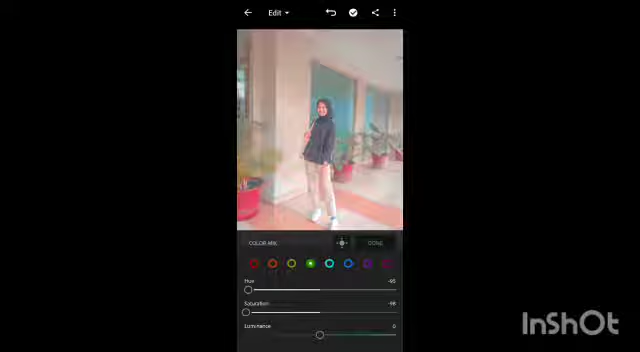 Edit
COLOR MIX
DONE
Hue -95
Saturation -98
Luminance 0
InShOt